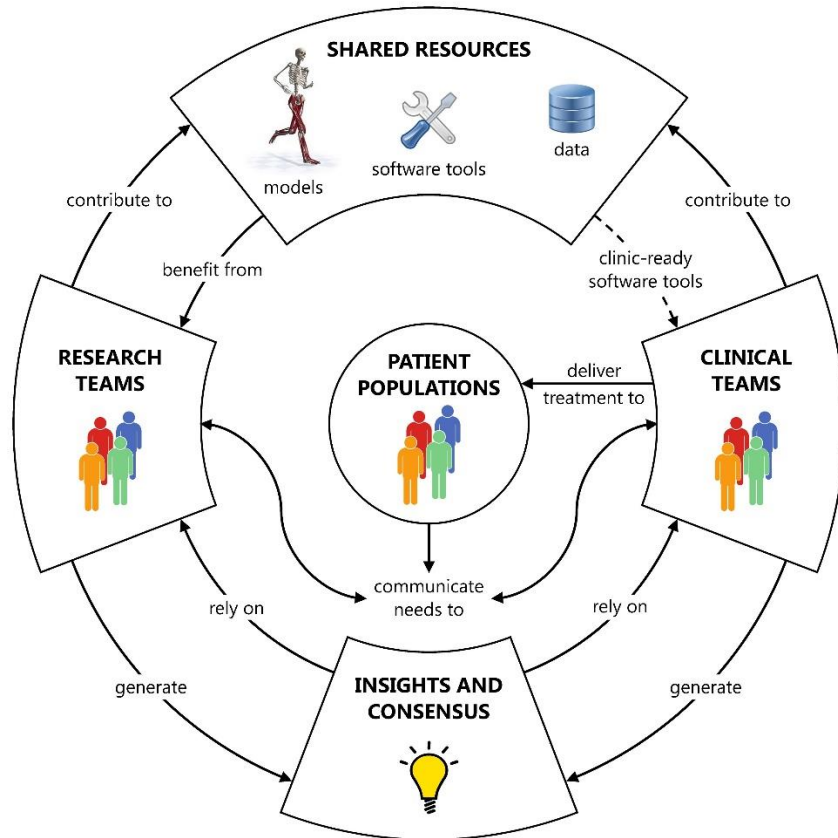 SHARED RESOURCES
models
software tools
data
contribute to
contribute to
benefit from
clinic-ready
software tools
RESEARCH
TEAMS
PATIENT
POPULATIONS
CLINICAL
TEAMS
deliver
treatment to
communicate
needs to
rely on
rely on
generate
generate
INSIGHTS AND
CONSENSUS